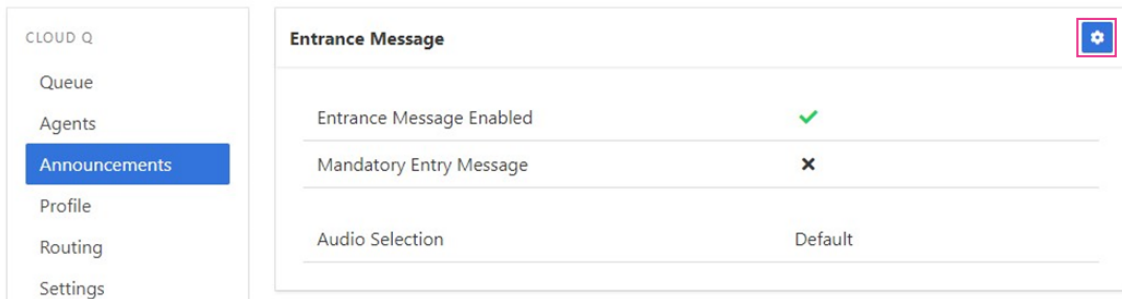 CLOUD Q
Queue
Agents
Announcements
Profile
Routing
Settings
Entrance Message
Entrance Message Enabled
Mandatory Entry Message
Audio Selection Default